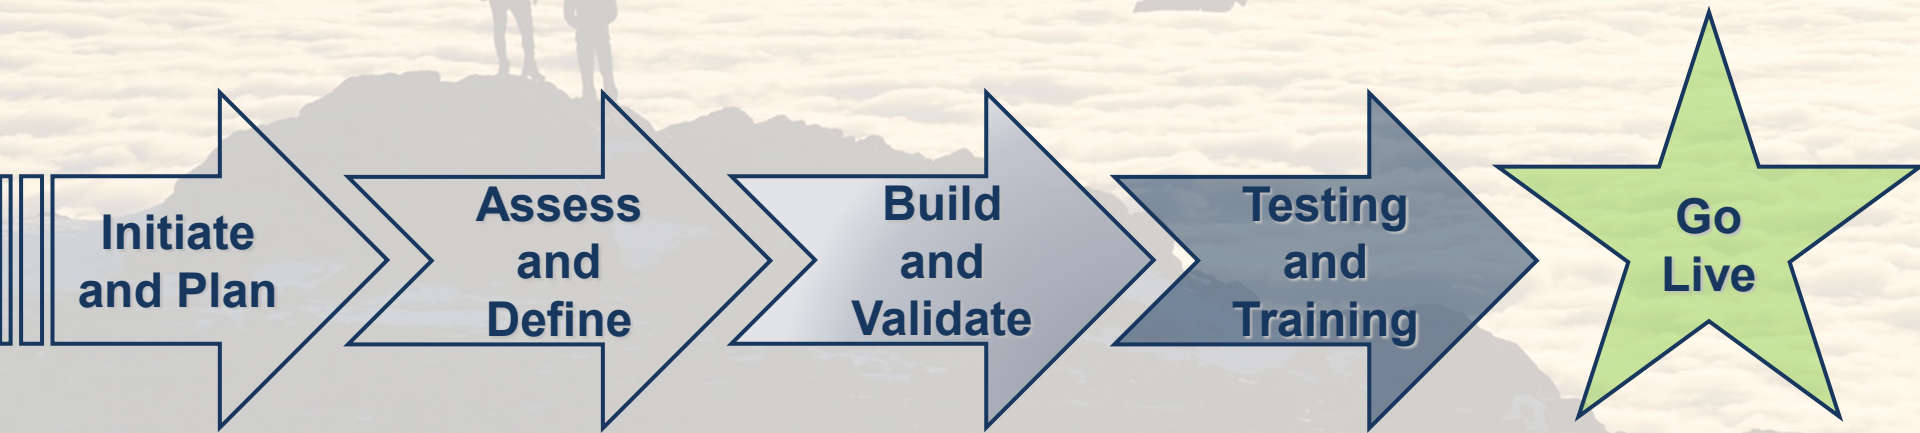 Initiate
and Plan
Assess
and
Define
Build
and
Validate
Testing
and
Training
Go
Live